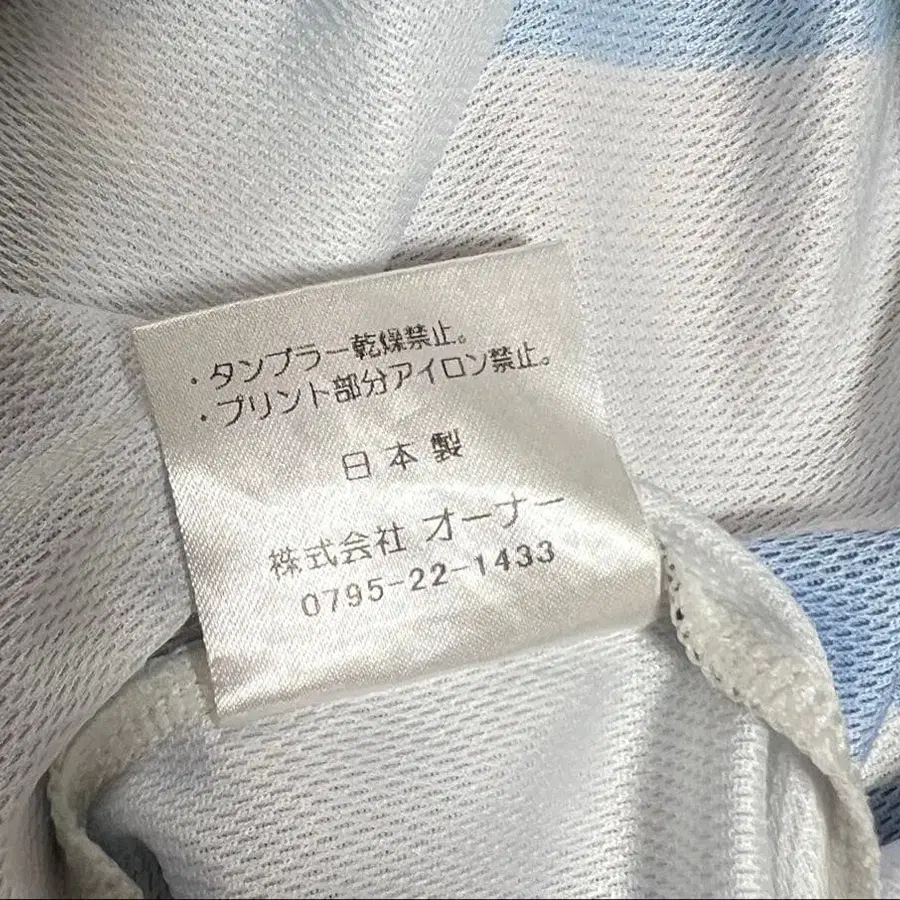 ・タンブラー乾燥禁止。
・プリント部分アイロン禁止。
日本製
株式会社 オーナー
0795-22-1433